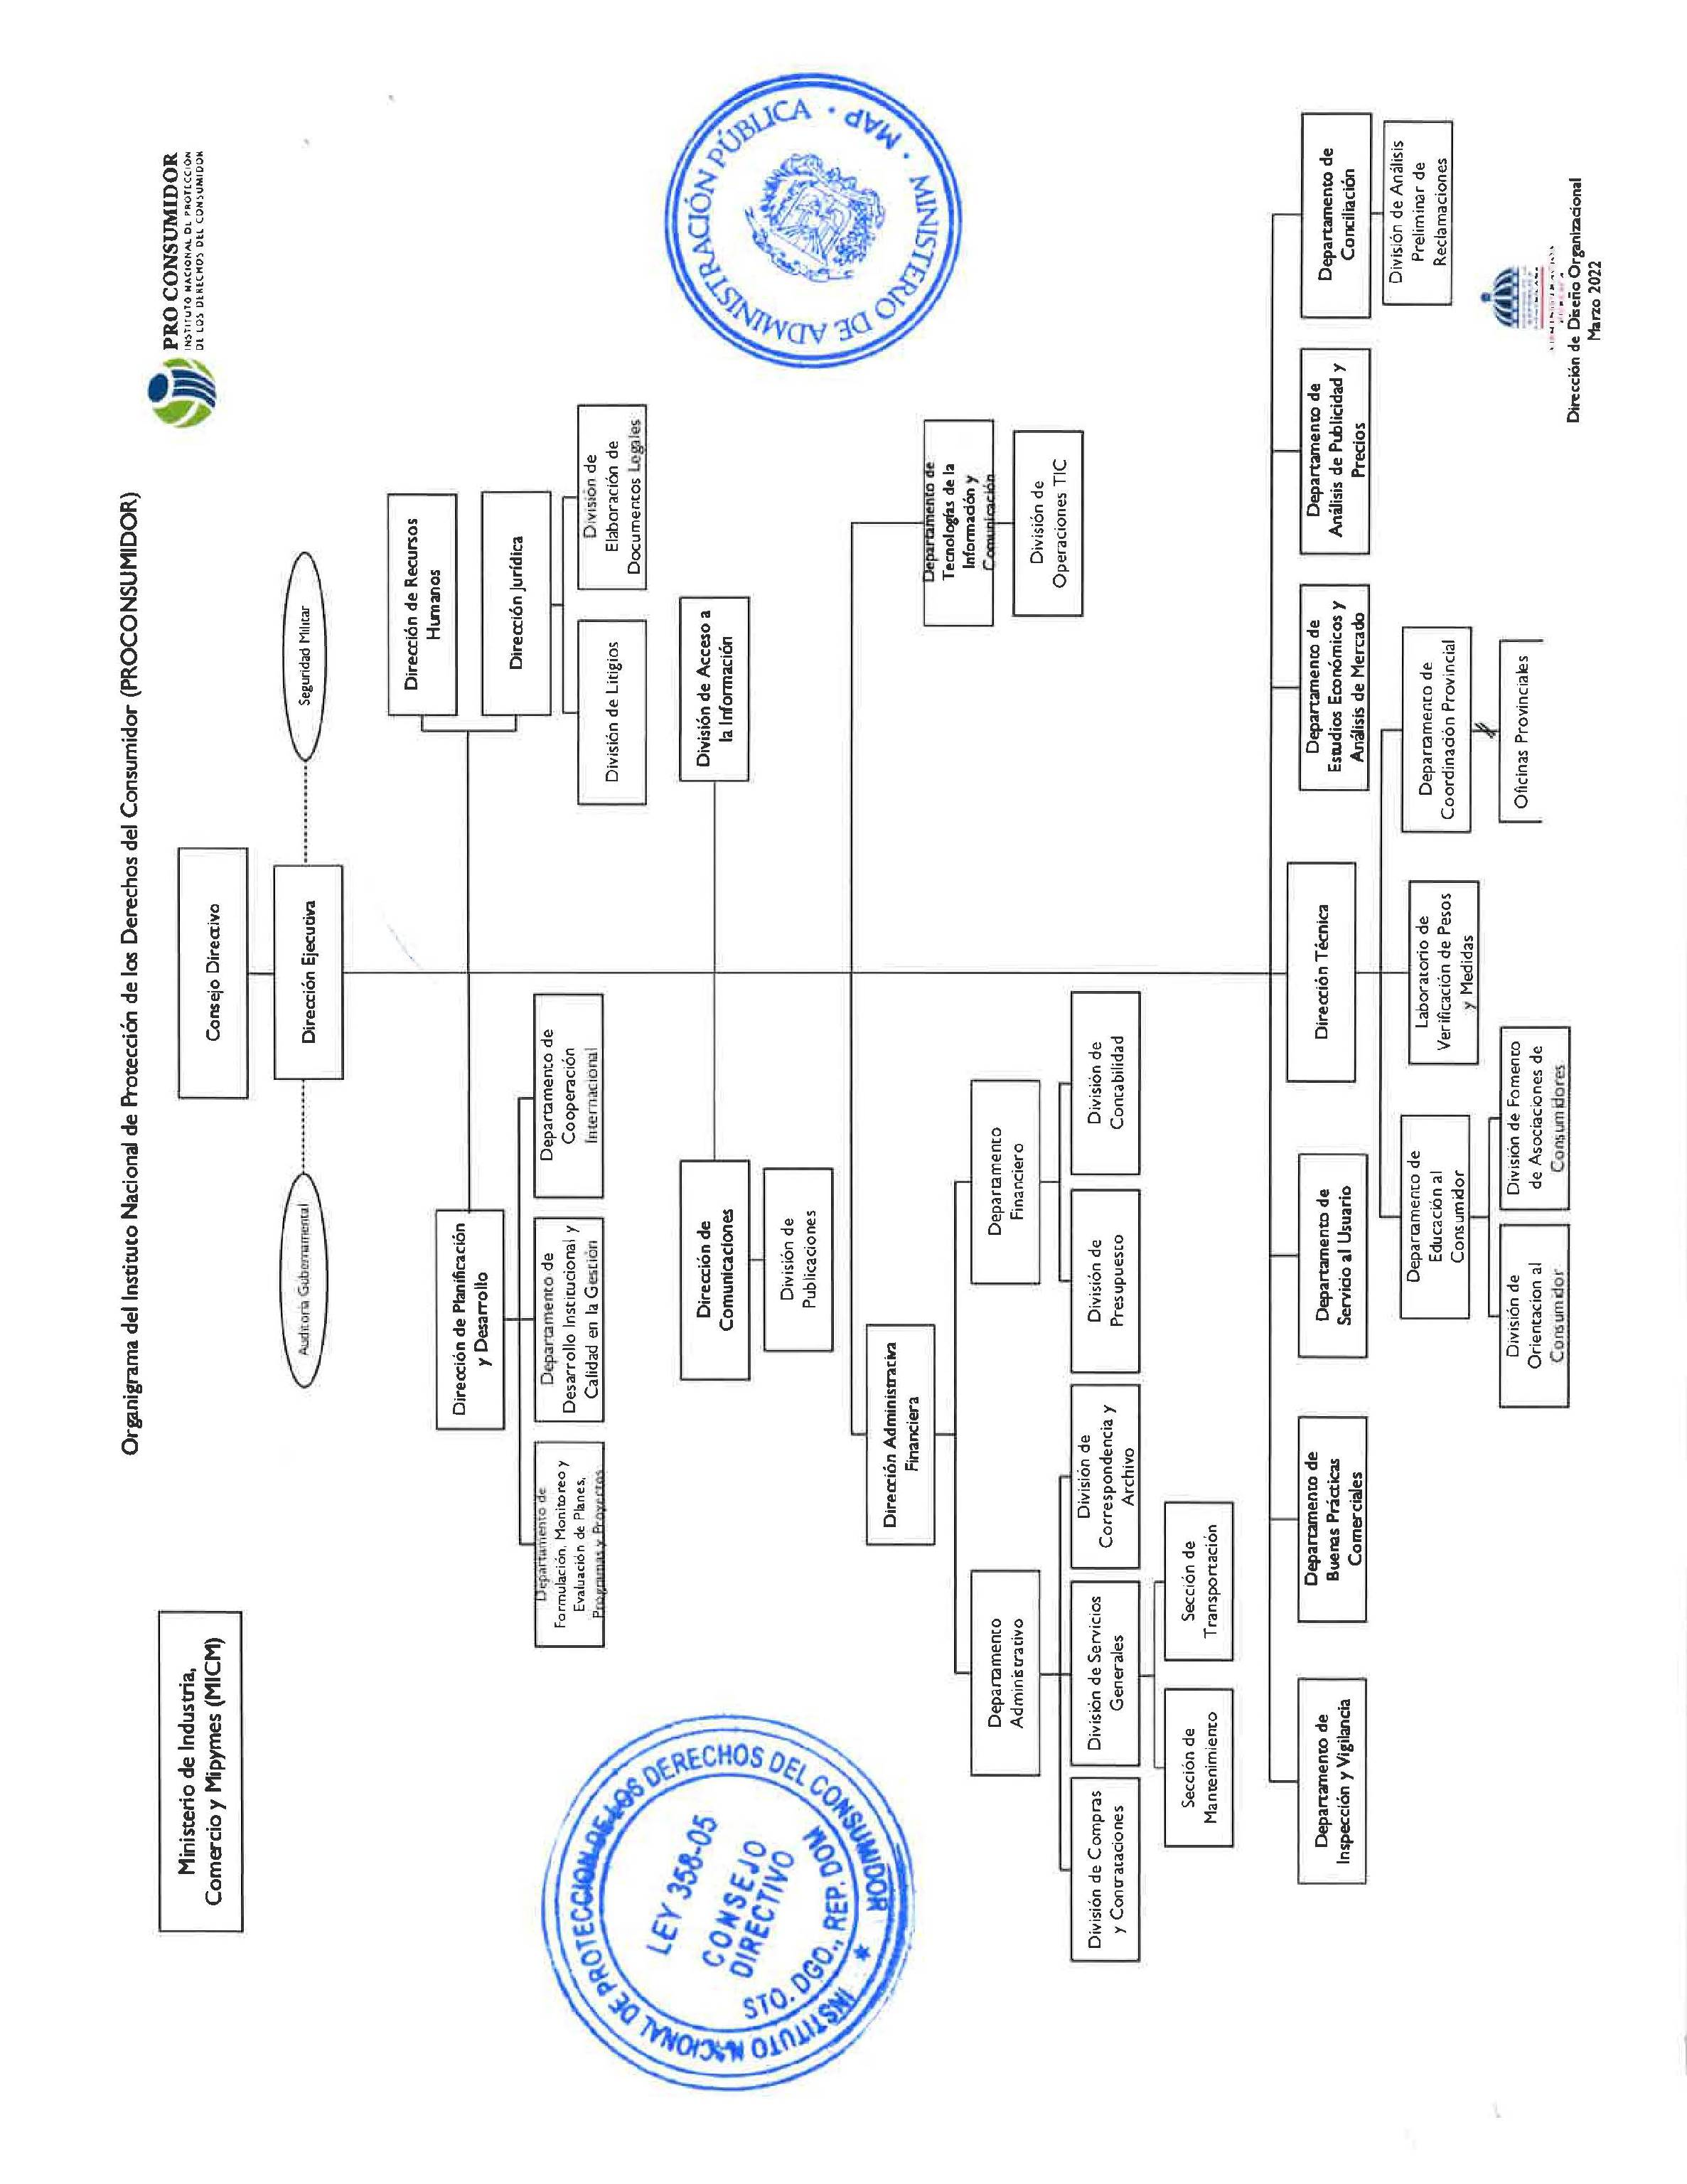 Organigrama del Instituto Nacional de Protección de los Derechos del Consumidor (PROCONSUMIDOR)
Ministerio de Industria,
Comercio y Mipymes (MICM)
PRO CONSUMIDOR
INSTITUTO NACIONAL DE PROTECCIÓN
DE LOS DERECHOS DEL CONSUMIDOR
Consejo Directivo
Auditoría Gubernamental
Dirección Ejecutiva
Seguridad Militar
Dirección de Recursos
Humanos
Dirección de Planificación
y Desarrollo
Dirección Jurídica
Departamento de
Formulación, Monitoreo y
Evaluación de Planes,
Programas y Proyectos
Departamento de
Desarrollo Institucional y
Calidad en la Gestión
Departamento de
Cooperación
Internacional
División de Litigios
División de
Elaboración de
Documentos Legales
Dirección de
Comunicaciones
División de Acceso a
la Información
División de
Publicaciones
INSTITUTO NACIONAL DE PROTECCION DE LOS DERECHOS DEL CONSUMIDOR
LEY 358-05
CONSEJO
DIRECTIVO
STO. DGO., REP. DOM
MINISTERIO DE ADMINISTRACIÓN PÚBLICA · MAP ·
Dirección Administrativa
Financiera
Departamento de
Tecnologías de la
Información y
Comunicación
División de
Operaciones TIC
Departamento
Administrativo
Departamento
Financiero
División de Compras
y Contrataciones
División de Servicios
Generales
División de
Correspondencia y
Archivo
División de
Presupuesto
División de
Contabilidad
Sección de
Mantenimiento
Sección de
Transportación
Dirección Técnica
Departamento de
Inspección y Vigilancia
Departamento de
Buenas Prácticas
Comerciales
Departamento de
Servicio al Usuario
Departamento de
Estudios Económicos y
Análisis de Mercado
Departamento de
Análisis de Publicidad y
Precios
Departamento de
Conciliación
División de Análisis
Preliminar de
Reclamaciones
Departamento de
Educación al
Consumidor
Laboratorio de
Verificación de Pesos
y Medidas
Departamento de
Coordinación Provincial
División de
Orientacion al
Consumidor
División de Fomento
de Asociaciones de
Consumidores
Oficinas Provinciales
Dirección de Diseño Organizacional
Marzo 2022